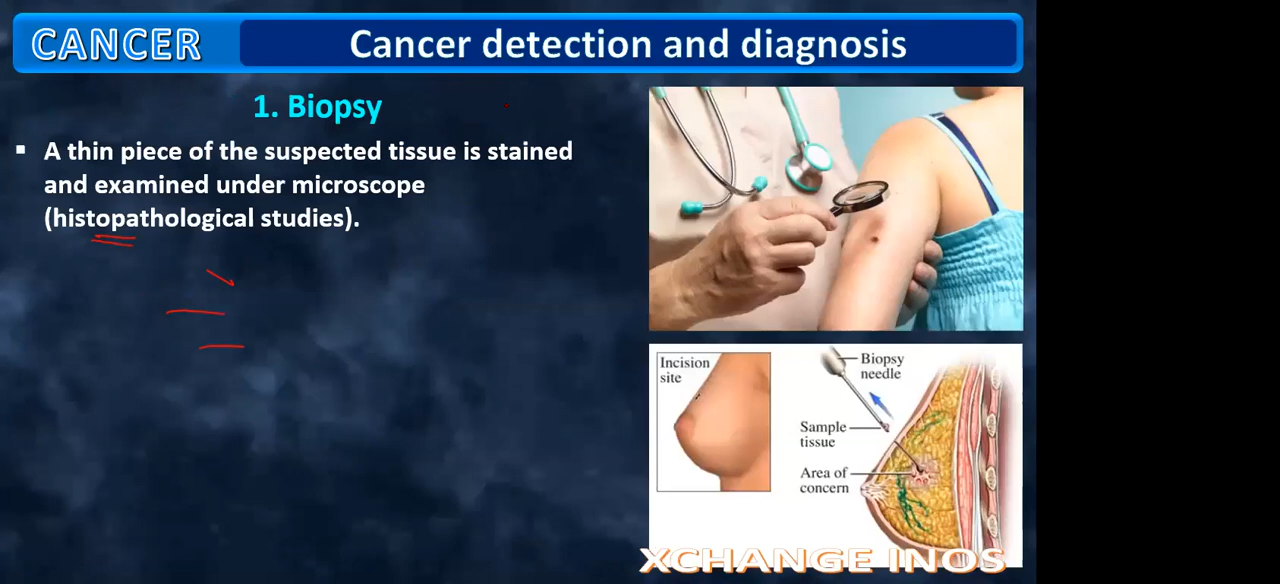 CANCER
Cancer detection and diagnosis
1. Biopsy
▪ A thin piece of the suspected tissue is stained
and examined under microscope
(histopathological studies).
Incision
site
Biopsy
needle
Sample
tissue
Area of
concern
XCHANGE INOS